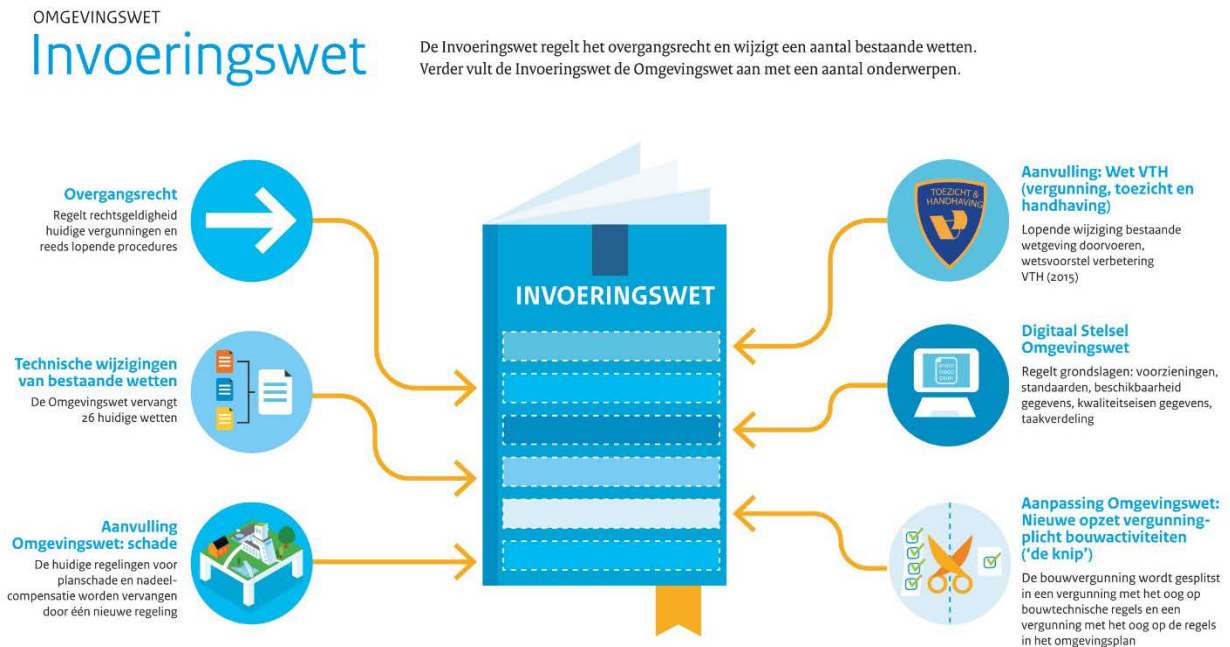 OMGEVINGSWET
Invoeringswet
De Invoeringswet regelt het overgangsrecht en wijzigt een aantal bestaande wetten.
Verder vult de Invoeringswet de Omgevingswet aan met een aantal onderwerpen.
Overgangsrecht
Regelt rechtsgeldigheid
huidige vergunningen en
reeds lopende procedures
Technische wijzigingen
van bestaande wetten
De Omgevingswet vervangt
26 huidige wetten
Aanvulling
Omgevingswet: schade
De huidige regelingen voor
planschade en nadeel-
compensatie worden vervangen
door één nieuwe regeling
INVOERINGSWET
TOEZICHT &
HANDHAVING
Aanvulling: Wet VTH
(vergunning, toezicht en
handhaving)
Lopende wijziging bestaande
wetgeving doorvoeren,
wetsvoorstel verbetering
VTH (2015)
Digitaal Stelsel
Omgevingswet
Regelt grondslagen: voorzieningen,
standaarden, beschikbaarheid
gegevens, kwaliteitseisen gegevens,
taakverdeling
Aanpassing Omgevingswet:
Nieuwe opzet vergunning-
plicht bouwactiviteiten
(‘de knip’)
De bouwvergunning wordt gesplitst
in een vergunning met het oog op
bouwtechnische regels en een
vergunning met het oog op de regels
in het omgevingsplan